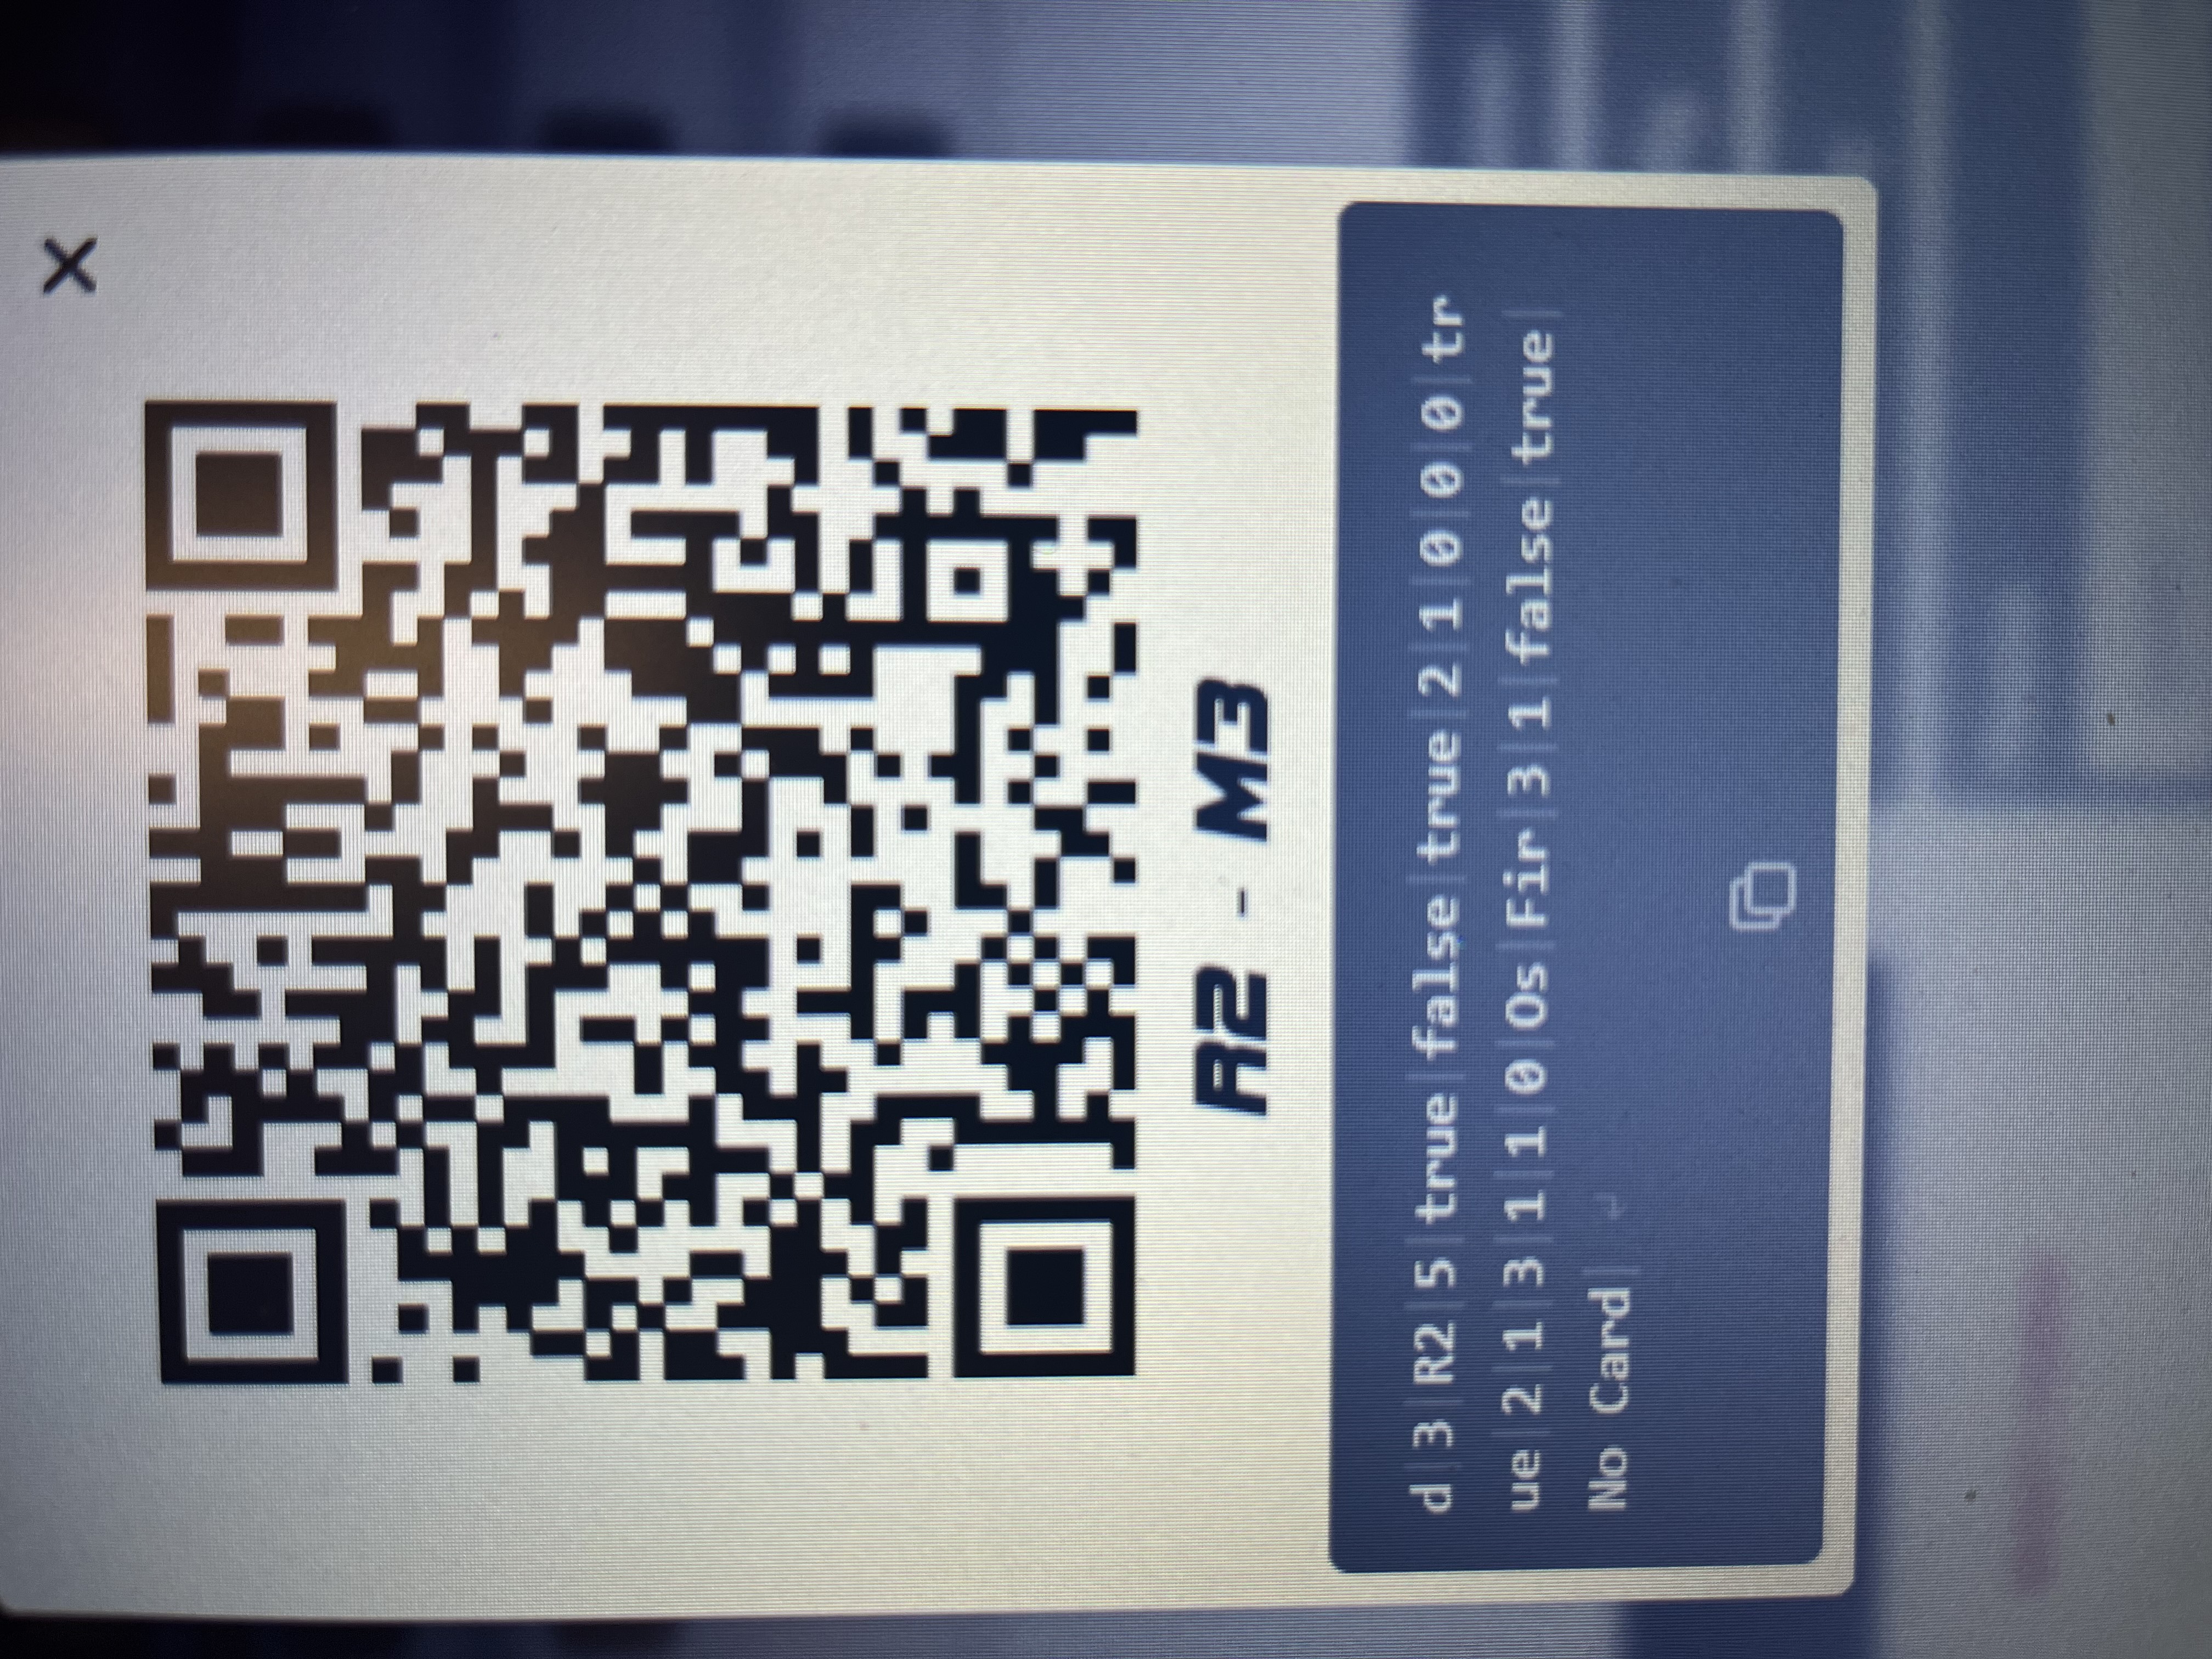 R2 - M3
d|3|R2|5|true|false|true|2|1|0|0|0|tr
ue|2|1|3|1|1|0|Os|Fir|3|1|false|true|
No Card| ↵